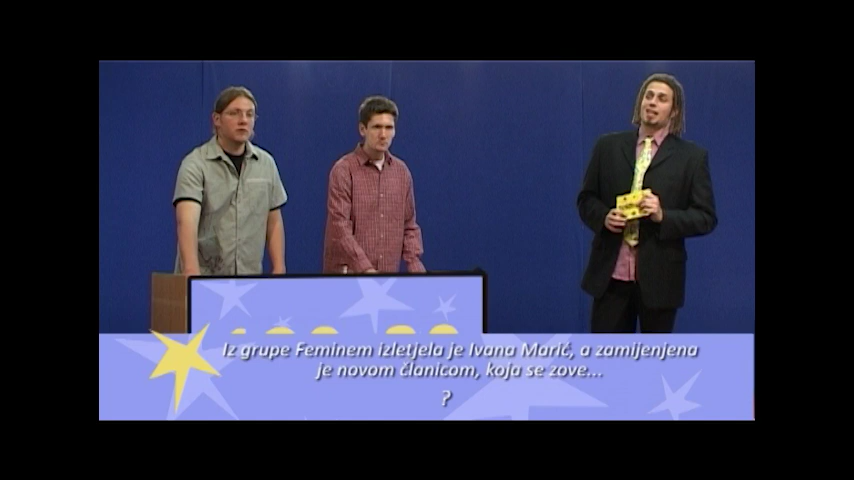 Iz grupe Feminem izletjela je Ivana Marić, a zamijenjena
je novom članicom, koja se zove...
?